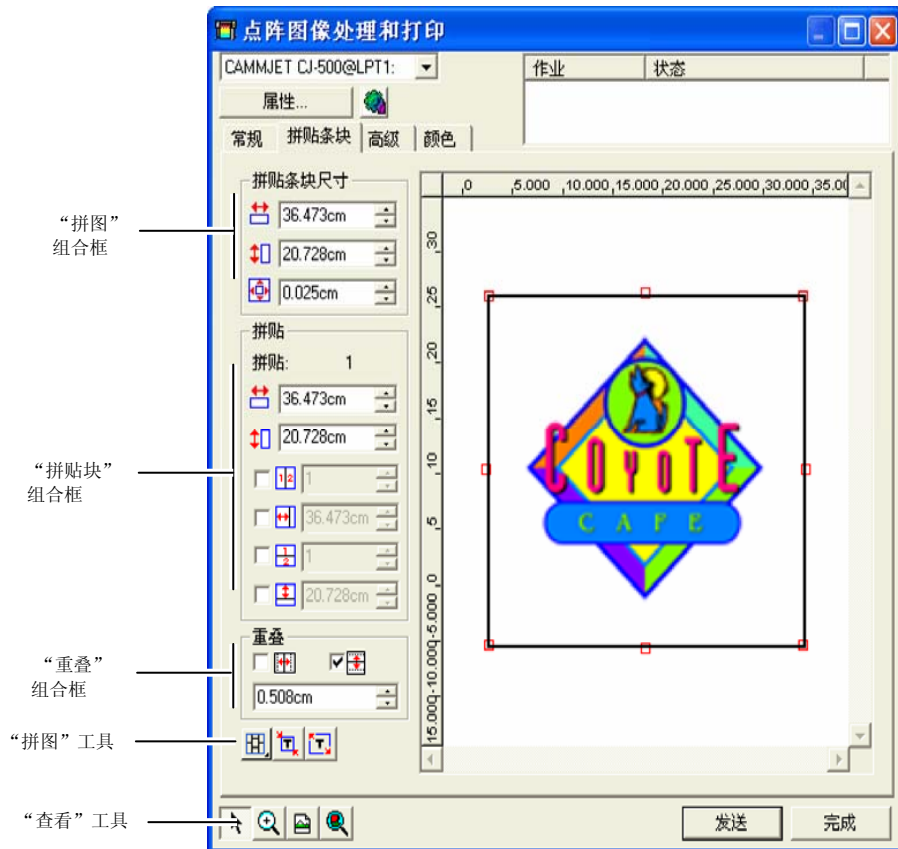 点阵图像处理和打印
CAMMJET CJ-500@LPT1:
作业 状态
属性...
常规 拼贴条块 高级 颜色
拼贴条块尺寸
36.473cm
20.728cm
0.025cm
“拼图”
组合框
拼贴
拼贴: 1
36.473cm
20.728cm
1 2 1
36.473cm
1 2 1
20.728cm
“拼贴块”
组合框
重叠
0.508cm
“重叠”
组合框
“拼图”工具
T T
“查看”工具
,0 ,5.000 ,10.000,15.000,20.000,25.000,30.000,35.00
30
25
20
15
10
5
0
-5.000
-10.000
15.000
COYOTE
CAFE
发送 完成